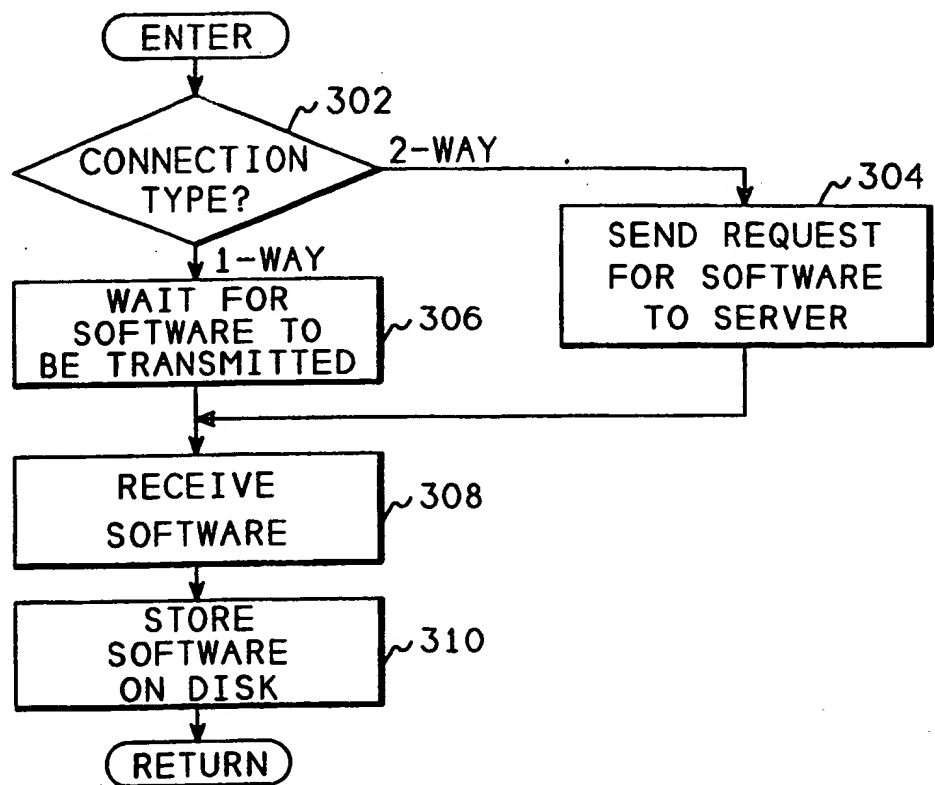 ENTER
302
CONNECTION
TYPE?
2-WAY
304
SEND REQUEST
FOR SOFTWARE
TO SERVER
1-WAY
WAIT FOR
SOFTWARE TO
BE TRANSMITTED
306
RECEIVE
SOFTWARE
308
STORE
SOFTWARE
ON DISK
310
RETURN